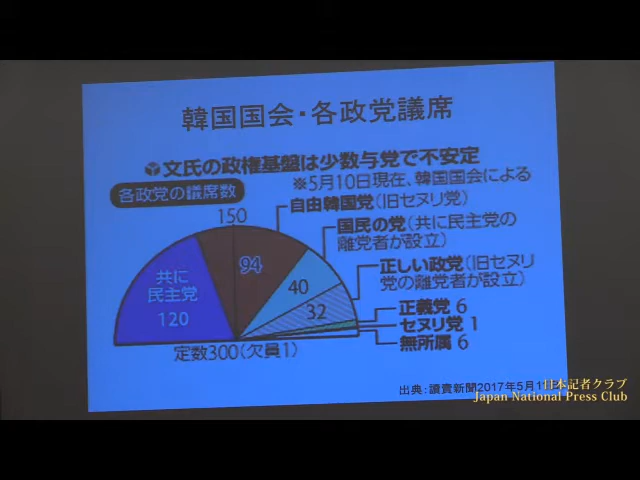 韓国国会・各政党議席
文氏の政権基盤は少数与党で不安定
※5月10日現在、韓国国会による
各政党の議席数
150
自由韓国党(旧セヌリ党)
国民の党(共に民主党の
離党者が設立)
正しい政党(旧セヌリ
党の離党者が設立)
共に
民主党
120
94
40
32
正義党 6
セヌリ党 1
無所属 6
定数300(欠員1)
出典:讀賣新聞2017年5月1
日本記者クラブ
Japan National Press Club